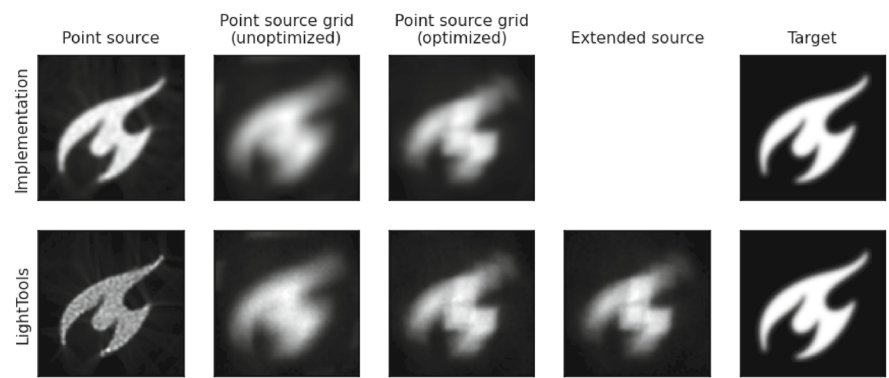 Point source
Point source grid
(unoptimized)
Point source grid
(optimized)
Extended source
Target
Implementation
LightTools